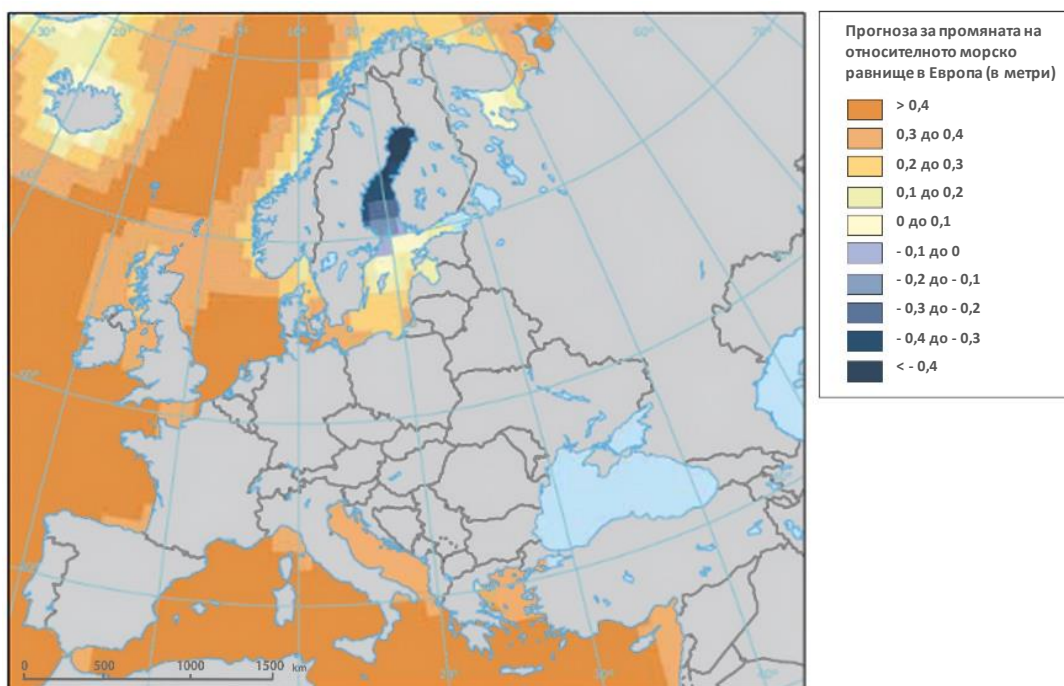 Прогноза за промяната на
относителното морско
равнище в Европа (в метри)
> 0,4
0,3 до 0,4
0,2 до 0,3
0,1 до 0,2
0 до 0,1
- 0,1 до 0
- 0,2 до - 0,1
- 0,3 до - 0,2
- 0,4 до - 0,3
< - 0,4
0 500 1000 1500 km